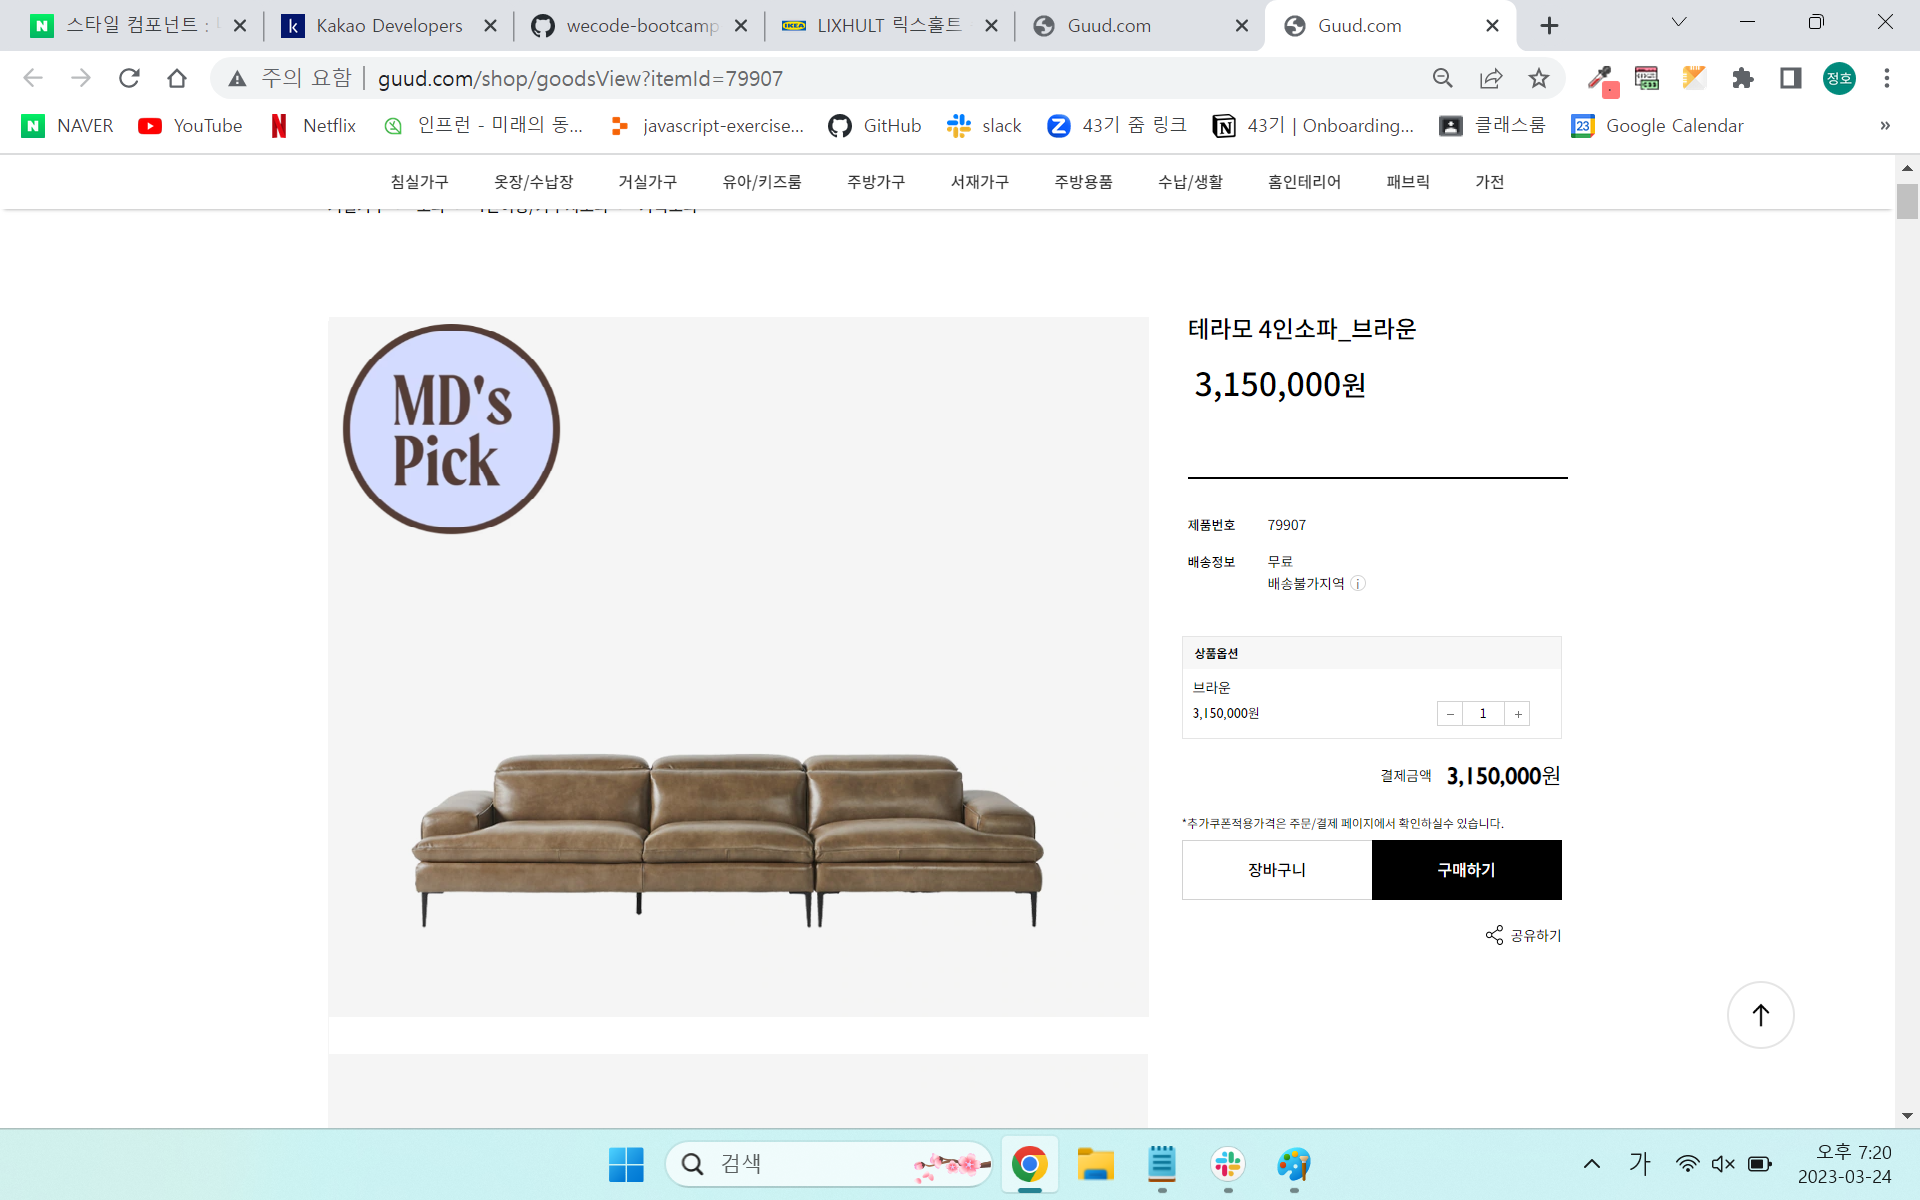 스타일 컴포넌트 :
Kakao Developers
wecode-bootcamp
LIXHULT 릭스훌트
Guud.com
Guud.com
주의 요함
guud.com/shop/goodsView?itemId=79907
정호
NAVER
YouTube
Netflix
인프런 - 미래의 동...
javascript-exercise...
GitHub
slack
43기 줌 링크
43기 | Onboarding...
클래스룸
23
Google Calendar
»
침실가구
옷장/수납장
거실가구
유아/키즈룸
주방가구
서재가구
주방용품
수납/생활
홈인테리어
패브릭
가전
MD's
Pick
테라모 4인소파_브라운
3,150,000원
제품번호 79907
배송정보 무료
배송불가지역
상품옵션
브라운
3,150,000원
- 1 +
결제금액 3,150,000원
*추가쿠폰적용가격은 주문/결제 페이지에서 확인하실수 있습니다.
장바구니
구매하기
공유하기
검색
가
오후 7:20
2023-03-24